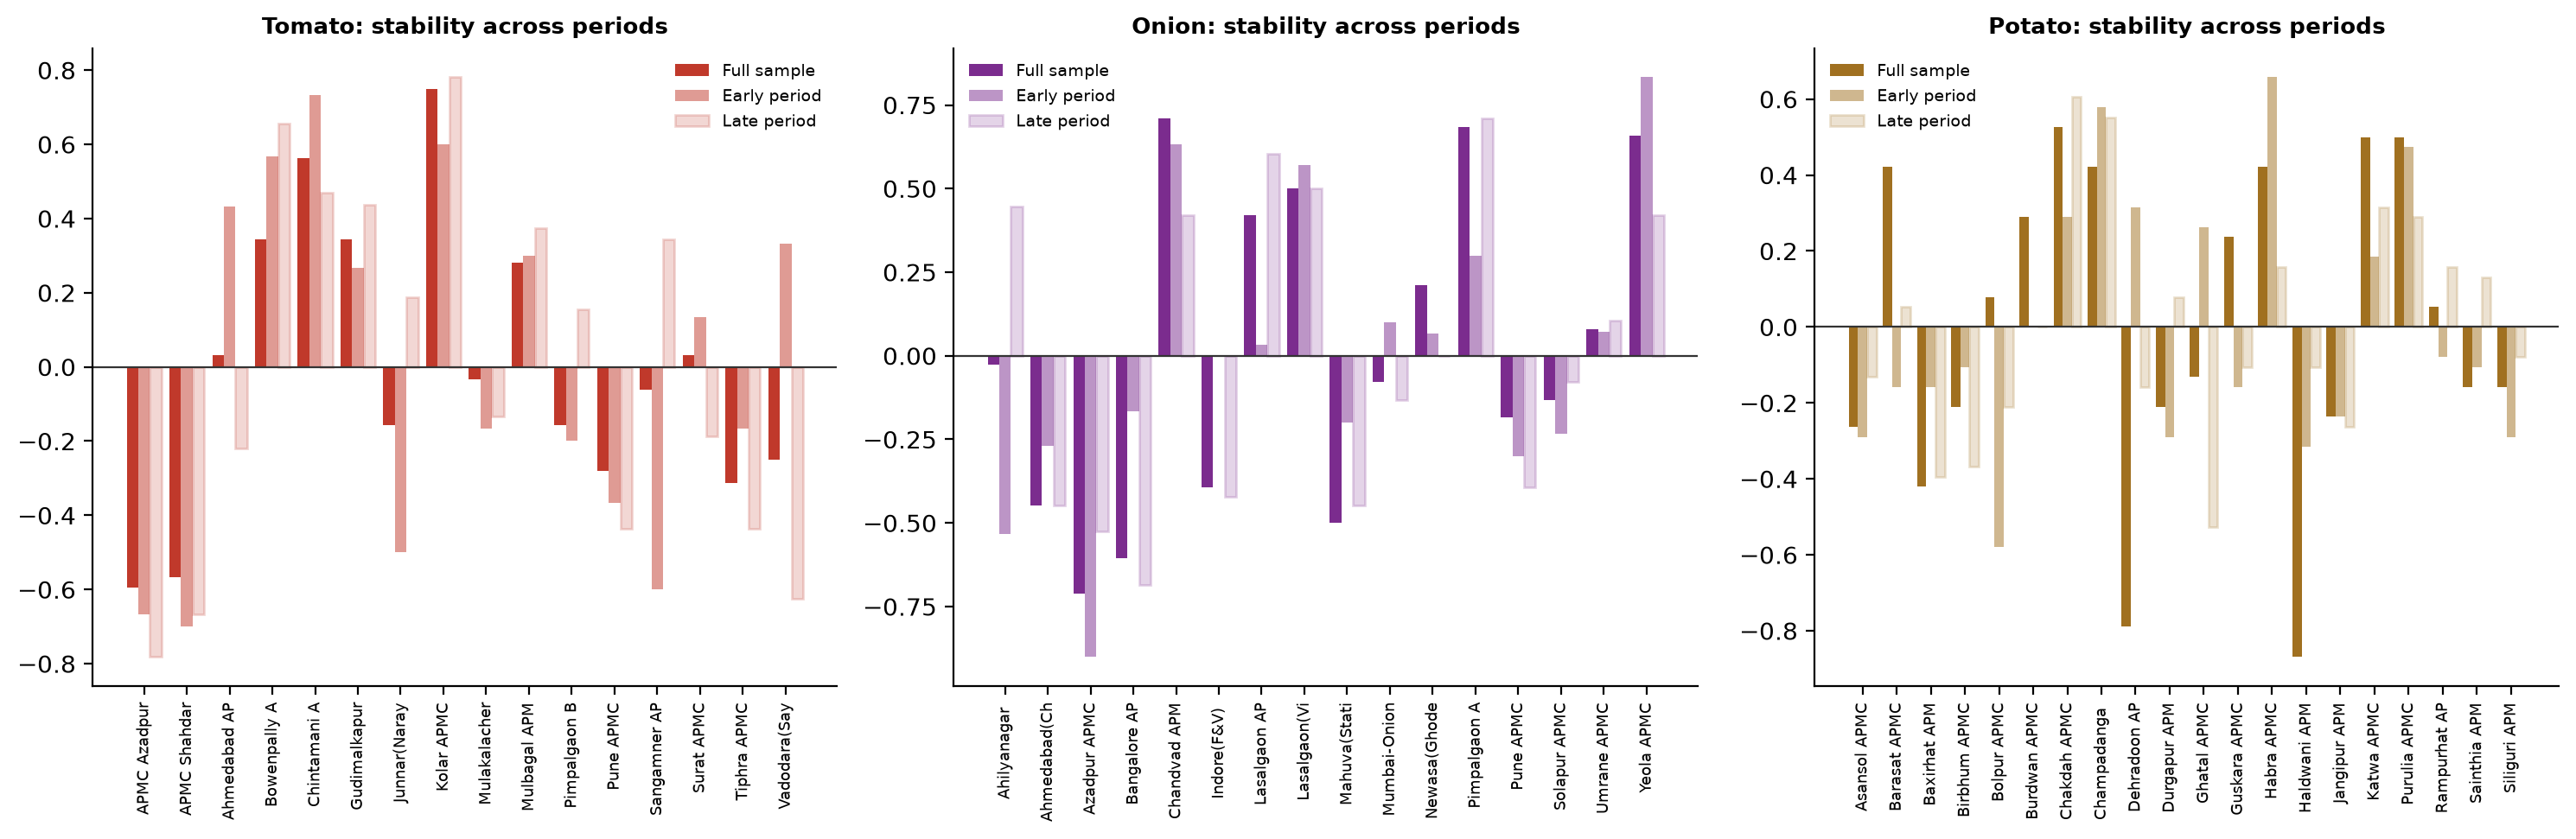 Tomato: stability across periods
Full sample
Early period
Late period
0.8
0.6
0.4
0.2
0.0
−0.2
−0.4
−0.6
−0.8
APMC Azadpur
APMC Shahdar
Ahmedabad AP
Bowenpally A
Chintamani A
Gudimalkapur
Junnar(Naray
Kolar APMC
Mulakalacher
Mulbagal APM
Pimpalgaon B
Pune APMC
Sangamner AP
Surat APMC
Tiphra APMC
Vadodara(Say
Onion: stability across periods
Full sample
Early period
Late period
0.75
0.50
0.25
0.00
−0.25
−0.50
−0.75
Ahilyanagar
Ahmedabad(Ch
Azadpur APMC
Bangalore AP
Chandvad APM
Indore(F&V)
Lasalgaon AP
Lasalgaon(Vi
Mahuva(Stati
Mumbai-Onion
Newasa(Ghode
Pimpalgaon A
Pune APMC
Solapur APMC
Umrane APMC
Yeola APMC
Potato: stability across periods
Full sample
Early period
Late period
0.6
0.4
0.2
0.0
−0.2
−0.4
−0.6
−0.8
Asansol APMC
Barasat APMC
Baxirhat APM
Birbhum APMC
Bolpur APMC
Burdwan APMC
Chakdah APMC
Champadanga
Dehradoon AP
Durgapur APM
Ghatal APMC
Guskara APMC
Habra APMC
Haldwani APM
Jangipur APM
Katwa APMC
Purulia APMC
Rampurhat AP
Sainthia APM
Siliguri APM